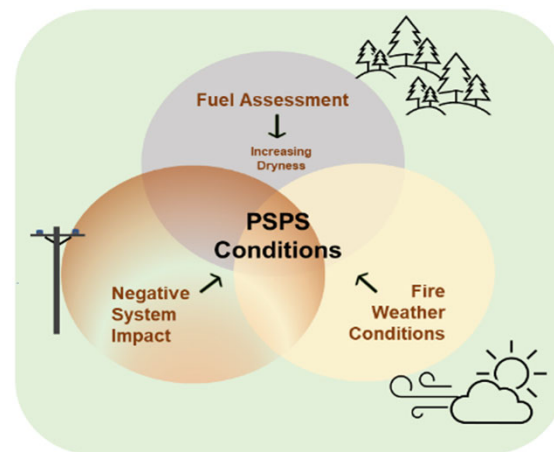 Fuel Assessment
Increasing
Dryness
PSPS
Conditions
Negative
System
Impact
Fire
Weather
Conditions